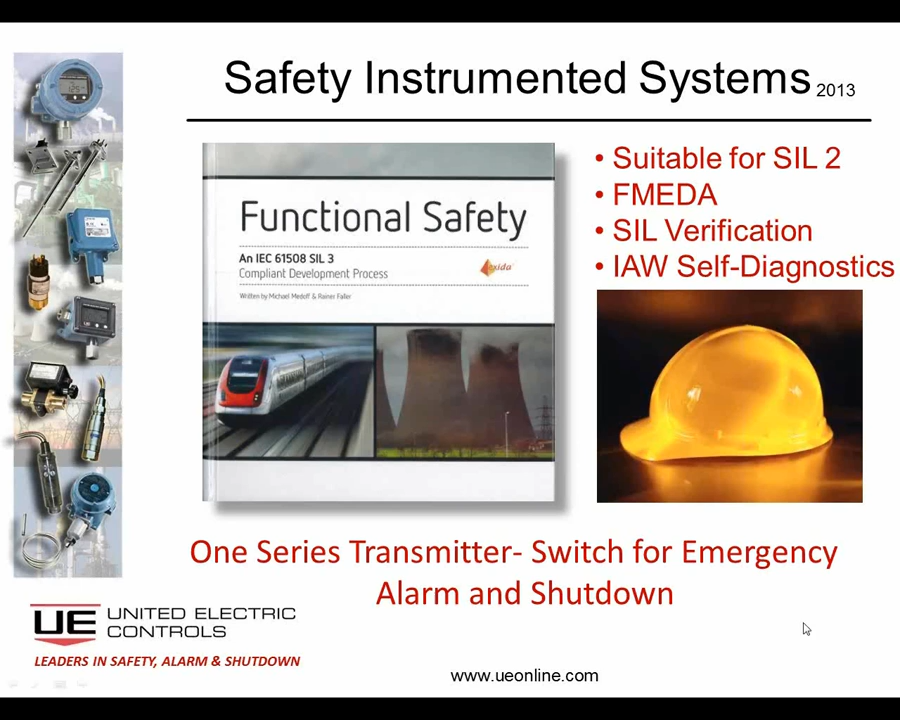 Safety Instrumented Systems 2013
Functional Safety
An IEC 61508 SIL 3
Compliant Development Process
exida
Written by Michael Medoff & Rainer Faller
• Suitable for SIL 2
• FMEDA
• SIL Verification
• IAW Self-Diagnostics
One Series Transmitter- Switch for Emergency
Alarm and Shutdown
UE UNITED ELECTRIC
CONTROLS
LEADERS IN SAFETY, ALARM & SHUTDOWN
www.ueonline.com